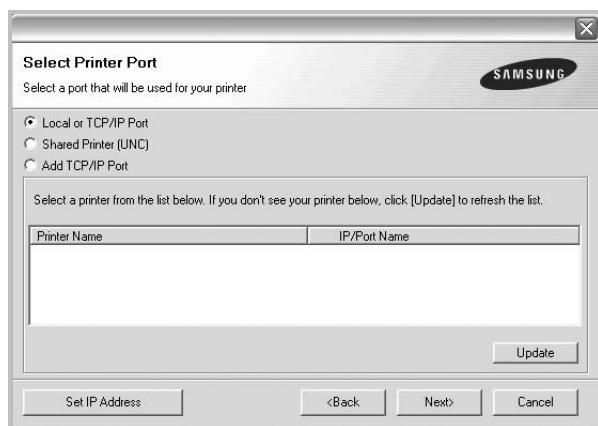 Select Printer Port
Select a port that will be used for your printer
SAMSUNG
Local or TCP/IP Port
Shared Printer (UNC)
Add TCP/IP Port
Select a printer from the list below. If you don't see your printer below, click [Update] to refresh the list.
Printer Name IP/Port Name
Update
Set IP Address <Back Next> Cancel